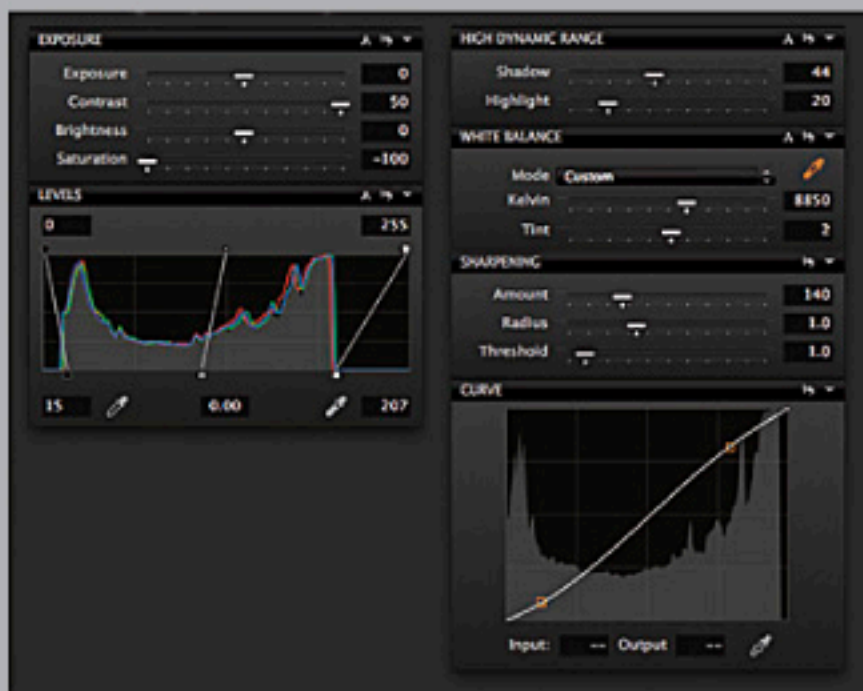 EXPOSURE
Exposure 0
Contrast 50
Brightness 0
Saturation -100
LEVELS
0 255
15 0.00 207
HIGH DYNAMIC RANGE
Shadow 44
Highlight 20
WHITE BALANCE
Mode Custom
Kelvin 8850
Tint 2
SHARPENING
Amount 140
Radius 1.0
Threshold 1.0
CURVE
Input: -- Output --